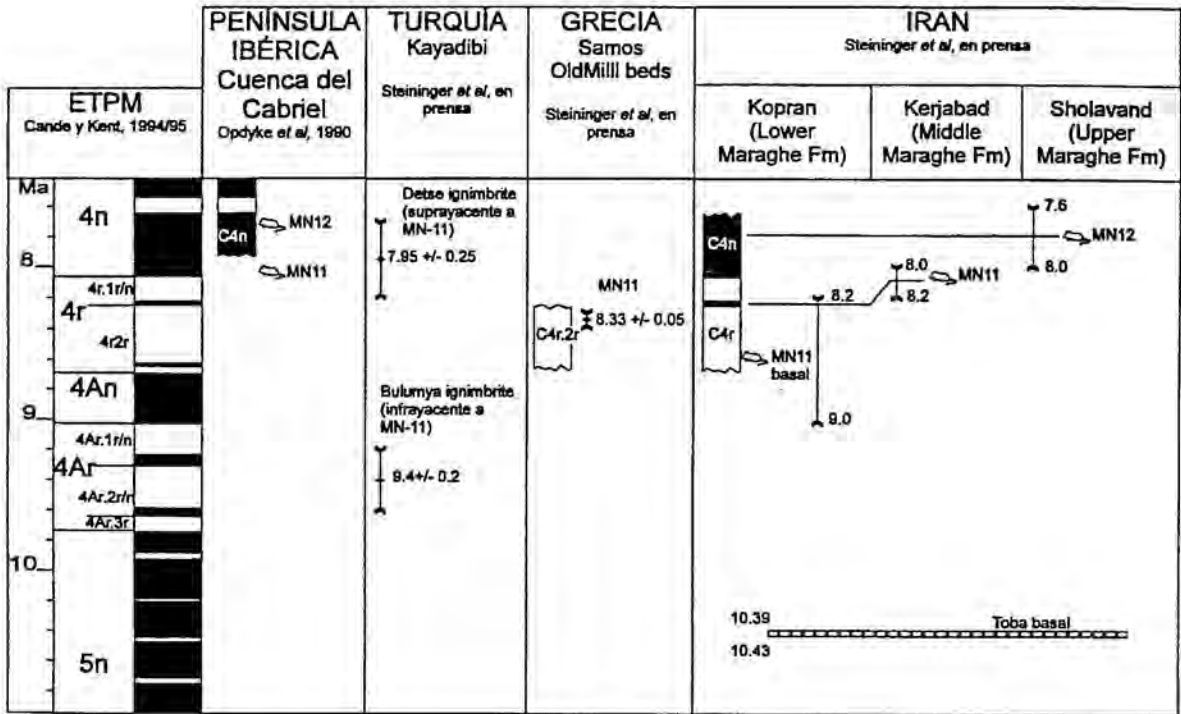 PENÍNSULA
IBÉRICA
Cuenca del
Cabriel
Opdyke et al, 1990
TURQUÍA
Kayadibi
Steininger et al, en
prensa
GRECIA
Samos
OldMilll beds
Steininger et al, en
prensa
IRAN
Steininger et al, en prensa
ETPM
Cande y Kent, 1994/95
Kopran
(Lower
Maraghe Fm)
Kerjabad
(Middle
Maraghe Fm)
Sholavand
(Upper
Maraghe Fm)
Ma
4n
8
4r.1r/n
4r
4r2r
4An
9
4Ar.1r/n
4Ar
4Ar.2r/n
4Ar.3r
10
5n
C4n
MN12
MN11
Detse ignimbrite
(suprayacente a
MN-11)
7.95 +/- 0.25
Bulumya ignimbrite
(infrayacente a
MN-11)
9.4+/- 0.2
MN11
C4r.2r
8.33 +/- 0.05
C4n
C4r
MN11
basal
8.2
9.0
8.0
8.2
MN11
7.6
MN12
8.0
10.39
Toba basal
10.43